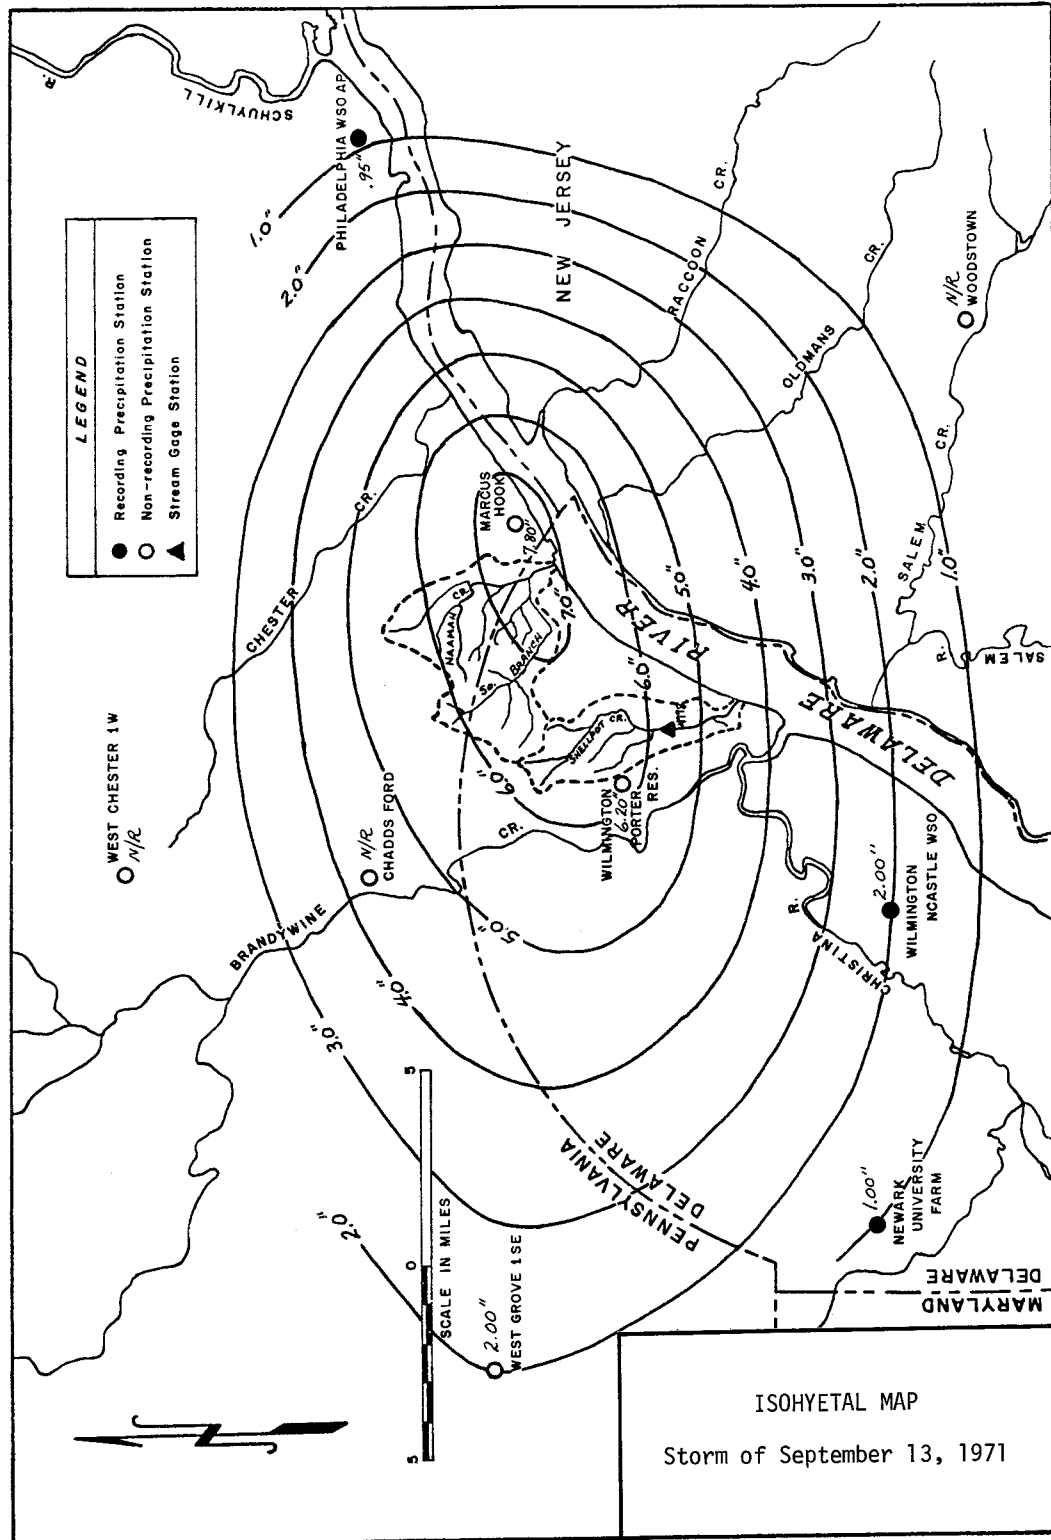 LEGEND
Recording Precipitation Station
Non-recording Precipitation Station
Stream Gage Station
SCHUYLKILL
R.
PHILADELPHIA WSO AP
.95"
1.0"
2.0"
NEW JERSEY
RACCOON
CR.
OLDMANS
CR.
N/R
WOODSTOWN
SALEM
CR.
SALEM
R.
CHESTER
CR.
MARCUS
HOOK
7.80"
NAAMAN
CR.
So.
BRANCH
7.0"
6.0"
5.0"
4.0"
3.0"
2.0"
1.0"
SHELLPOT CR.
6.0"
WILMINGTON
6.20"
PORTER
RES.
DELAWARE
RIVER
WEST CHESTER 1W
N/R
N/R
CHADDS FORD
BRANDYWINE
CR.
5.0"
4.0"
3.0"
2.0"
CHRISTINA
R.
2.00"
WILMINGTON
NCASTLE WSO
PENNSYLVANIA
DELAWARE
1.00"
NEWARK
UNIVERSITY
FARM
MARYLAND
DELAWARE
2.00"
WEST GROVE 1SE
5
0
5
SCALE IN MILES
ISOHYETAL MAP
Storm of September 13, 1971